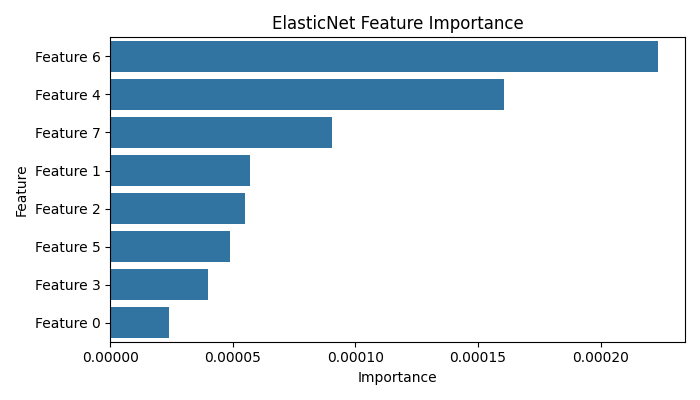 ElasticNet Feature Importance
Feature
Feature 6
Feature 4
Feature 7
Feature 1
Feature 2
Feature 5
Feature 3
Feature 0
0.00000 0.00005 0.00010 0.00015 0.00020
Importance